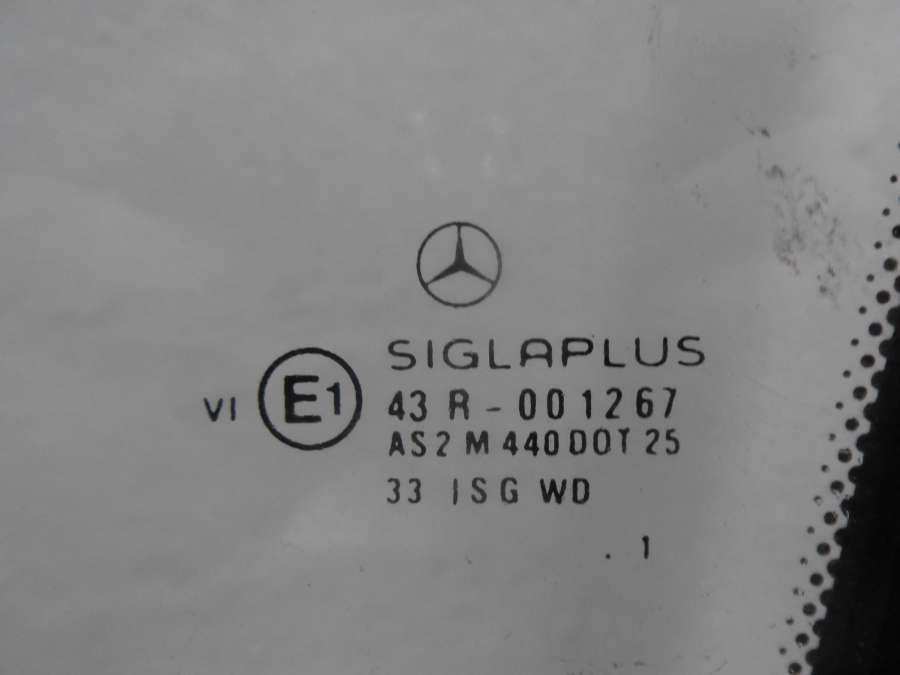 SIGLAPLUS
VI E1 43 R - 001267
AS2 M 440 DOT 25
33 ISG WD
. 1